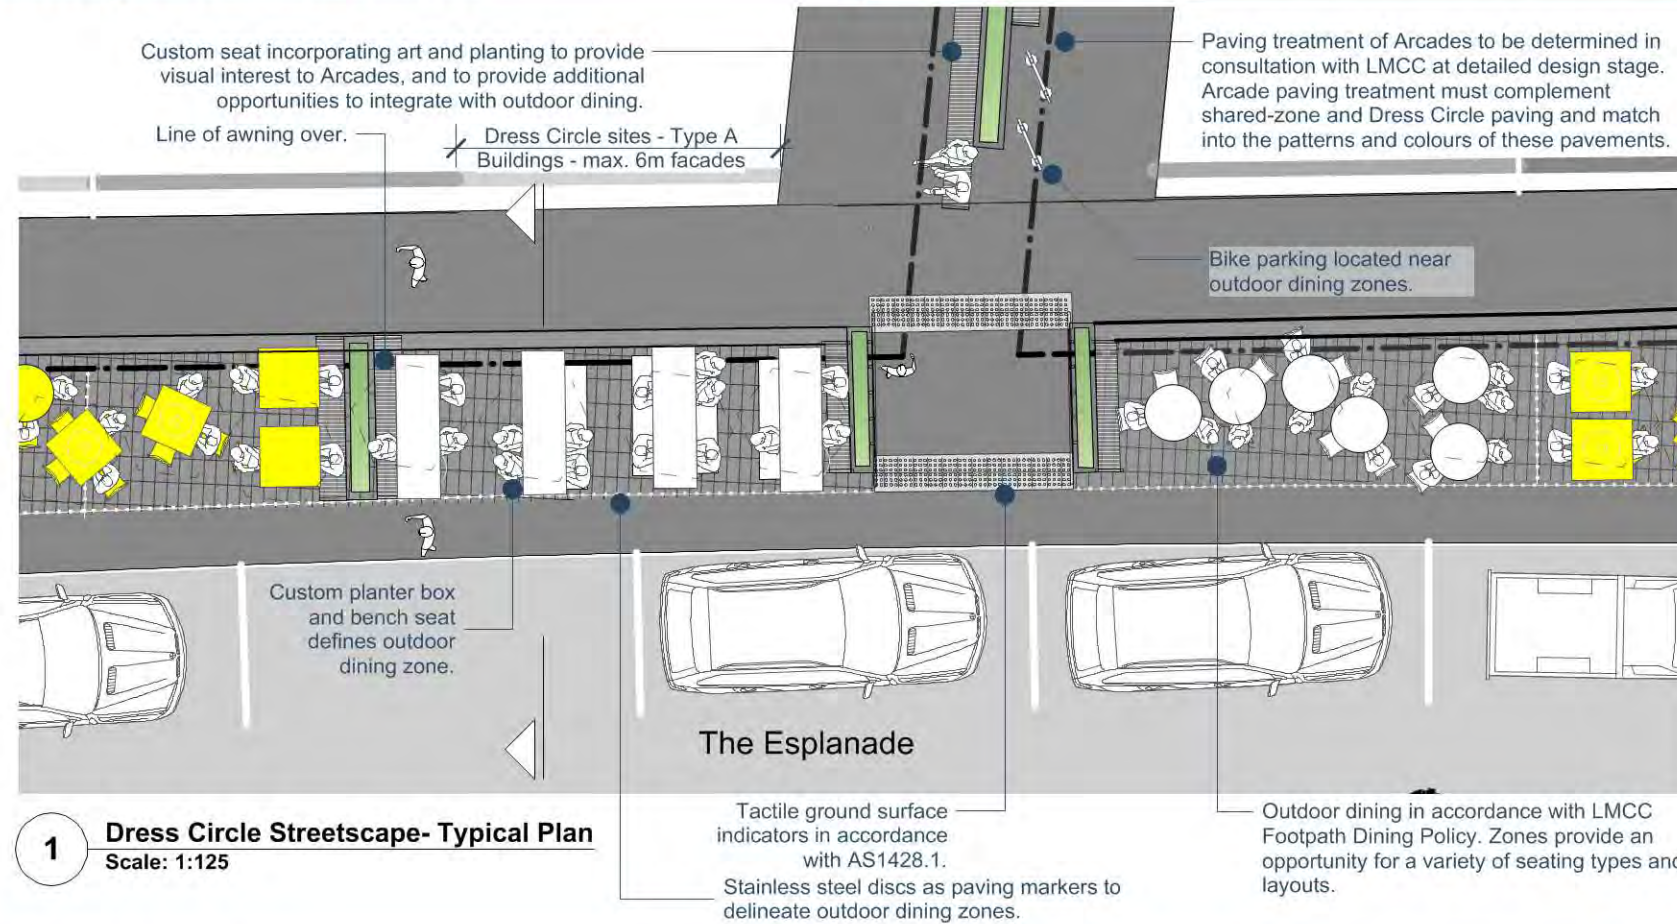 Custom seat incorporating art and planting to provide
visual interest to Arcades, and to provide additional
opportunities to integrate with outdoor dining.
Line of awning over.
Dress Circle sites - Type A
Buildings - max. 6m facades
Paving treatment of Arcades to be determined in
consultation with LMCC at detailed design stage.
Arcade paving treatment must complement
shared-zone and Dress Circle paving and match
into the patterns and colours of these pavements.
Bike parking located near
outdoor dining zones.
Custom planter box
and bench seat
defines outdoor
dining zone.
The Esplanade
1
Dress Circle Streetscape- Typical Plan
Scale: 1:125
Tactile ground surface
indicators in accordance
with AS1428.1.
Stainless steel discs as paving markers to
delineate outdoor dining zones.
Outdoor dining in accordance with LMCC
Footpath Dining Policy. Zones provide an
opportunity for a variety of seating types and
layouts.